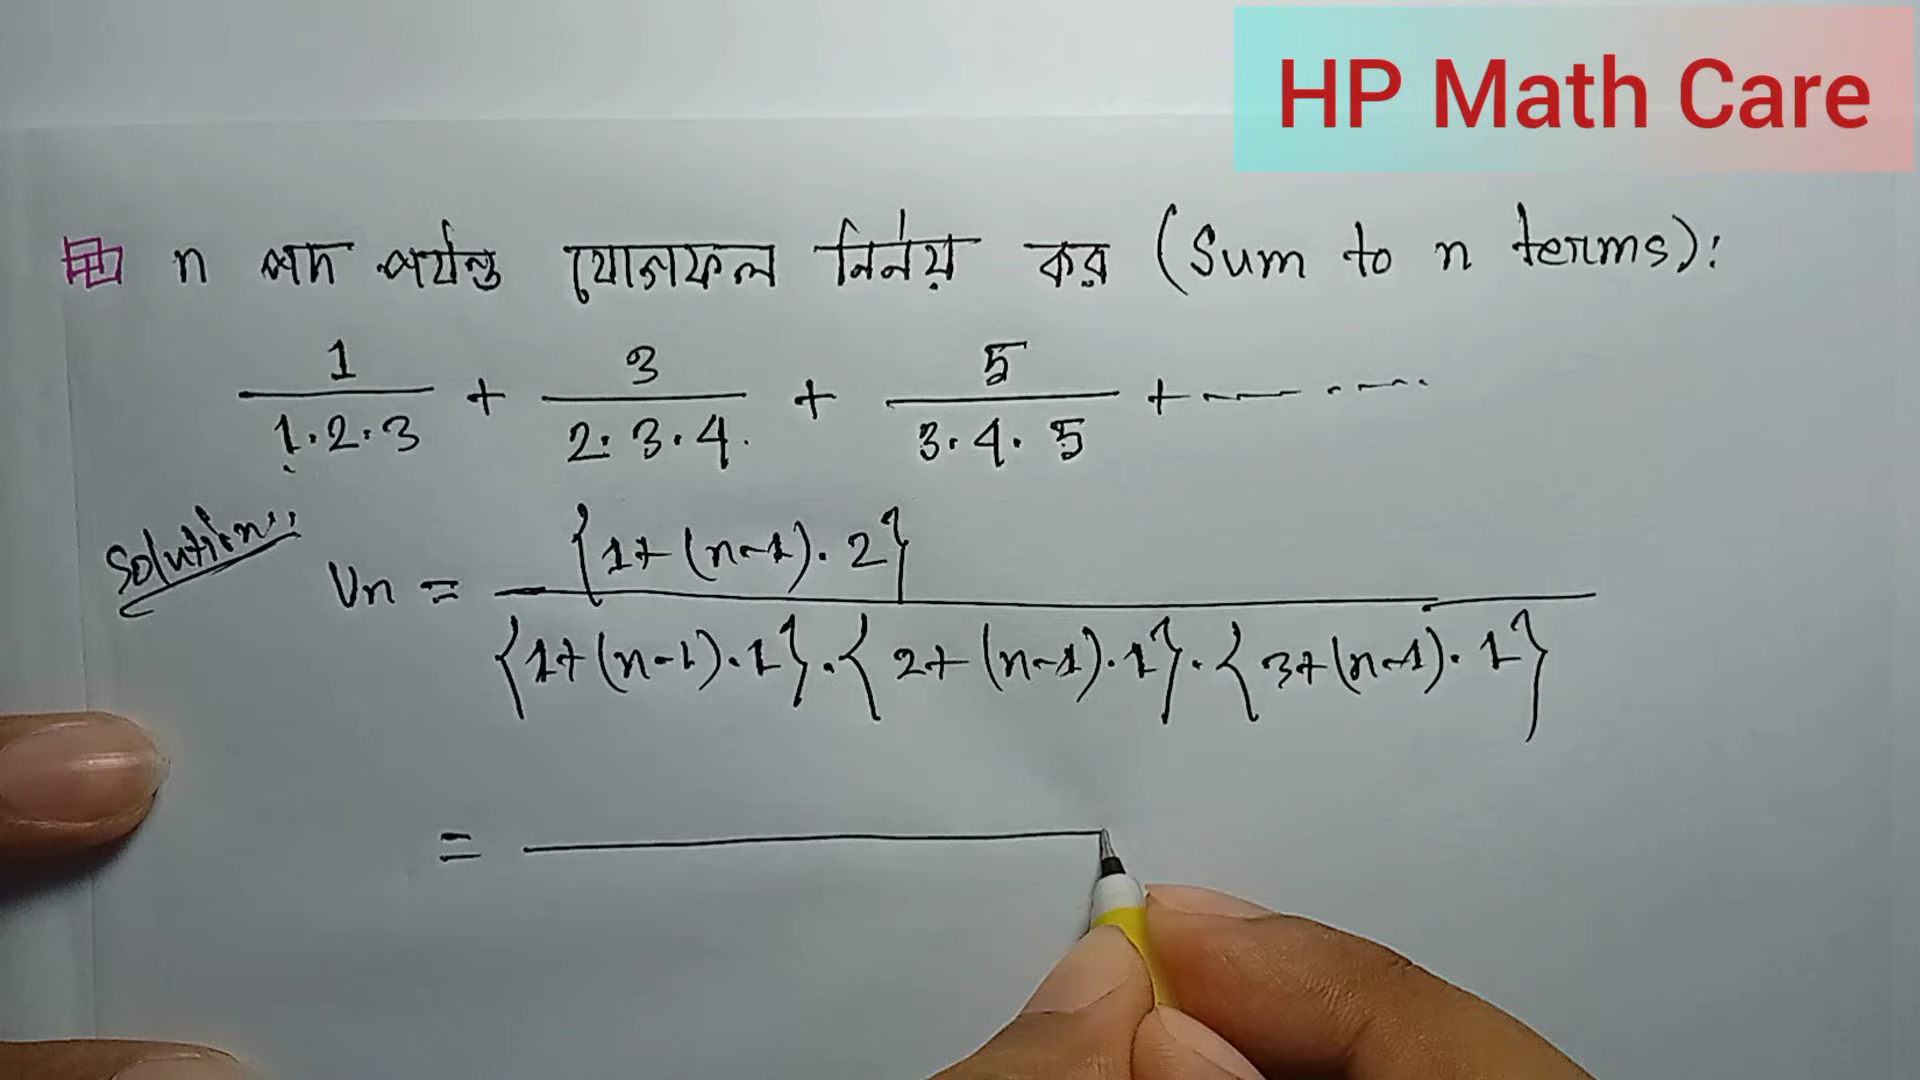 HP Math Care
n পদ পর্যন্ত যোগফল নির্ণয় কর (Sum to n terms):
1/1·2·3 + 3/2·3·4 + 5/3·4·5 + ........
Solution:
Un = {1+(n-1)·2} / {1+(n-1)·1}·{2+(n-1)·1}·{3+(n-1)·1}
=